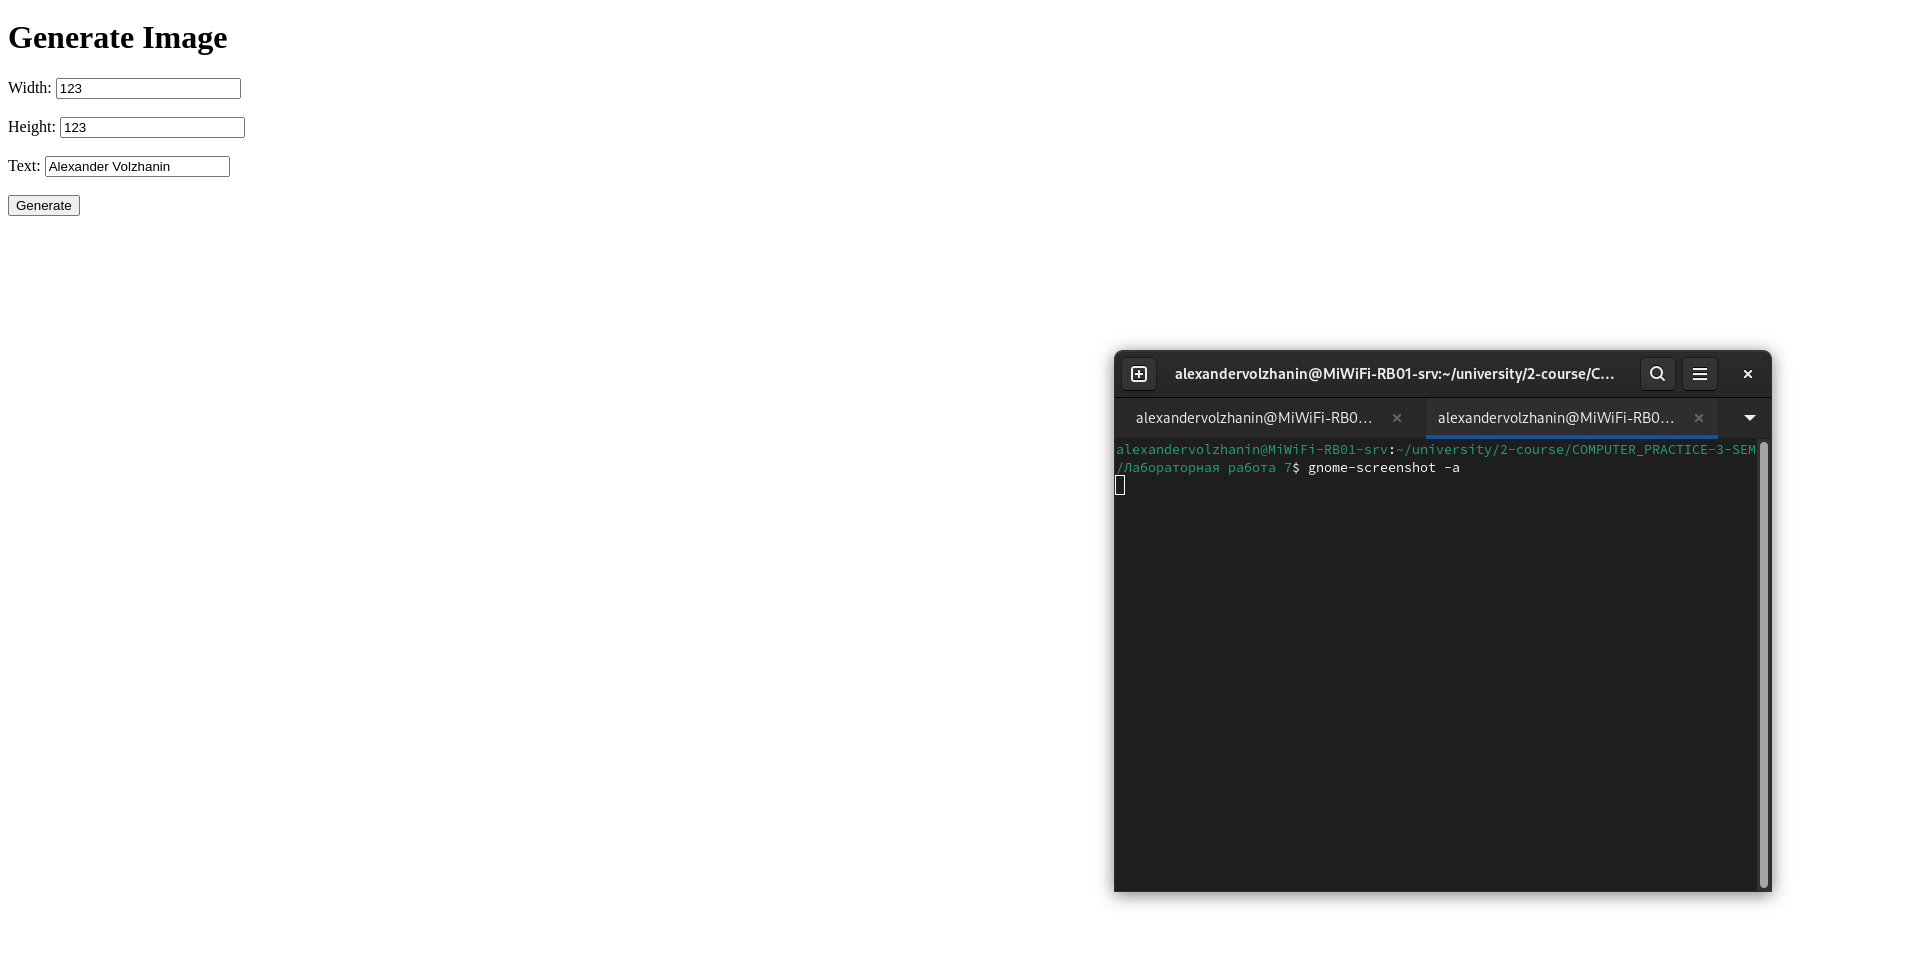 Generate Image
Width: 123
Height: 123
Text: Alexander Volzhanin
Generate
alexandervolzhanin@MiWiFi-RB01-srv:~/university/2-course/C...
alexandervolzhanin@MiWiFi-RB0...
alexandervolzhanin@MiWiFi-RB0...
alexandervolzhanin@MiWiFi-RB01-srv:~/university/2-course/COMPUTER_PRACTICE-3-SEM
/Лабораторная работа 7$ gnome-screenshot -a